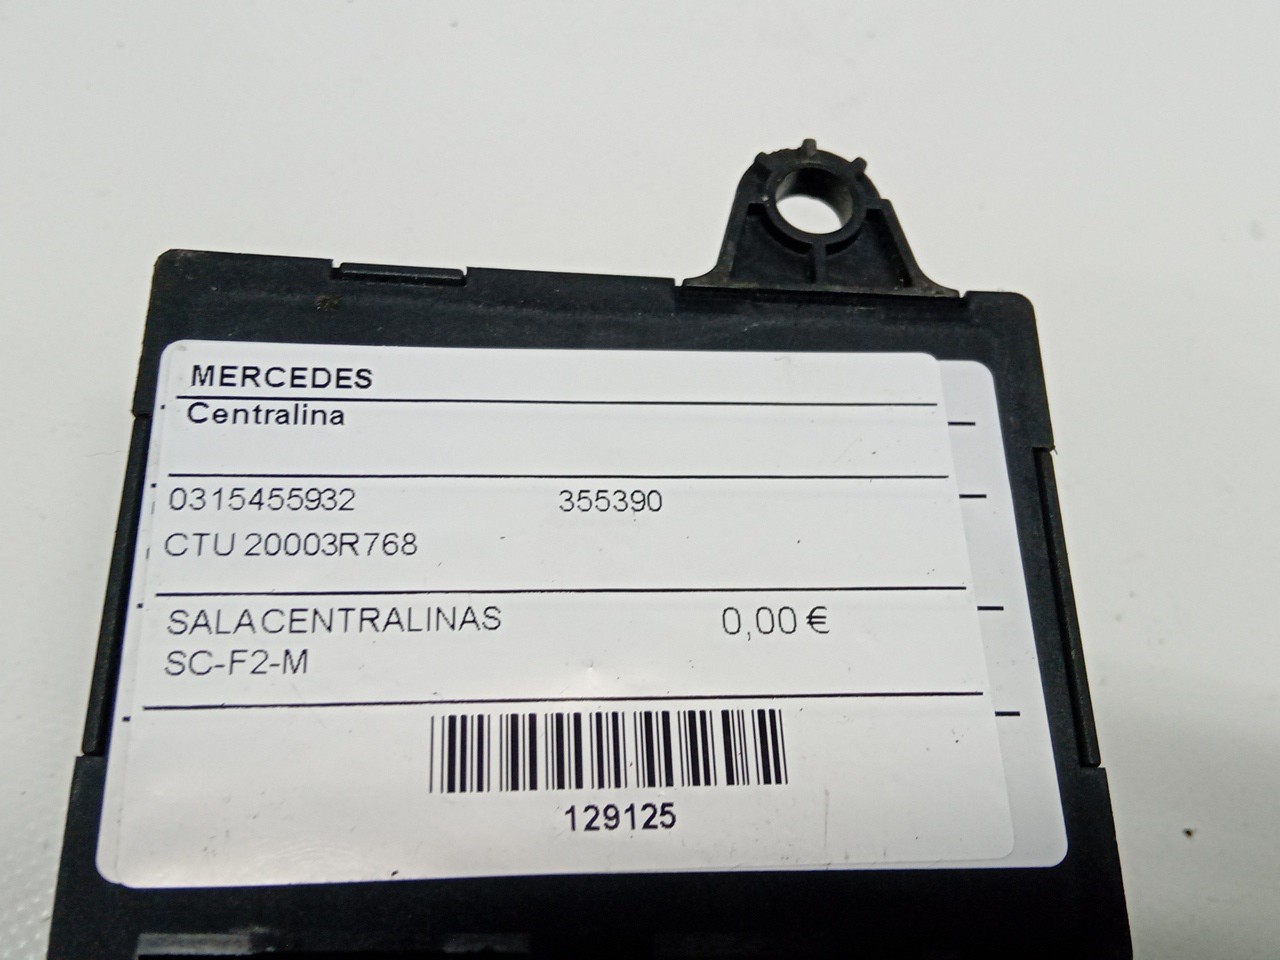 MERCEDES
Centralina
0315455932 355390
CTU 20003R768
SALACENTRALINAS 0,00 €
SC-F2-M
129125